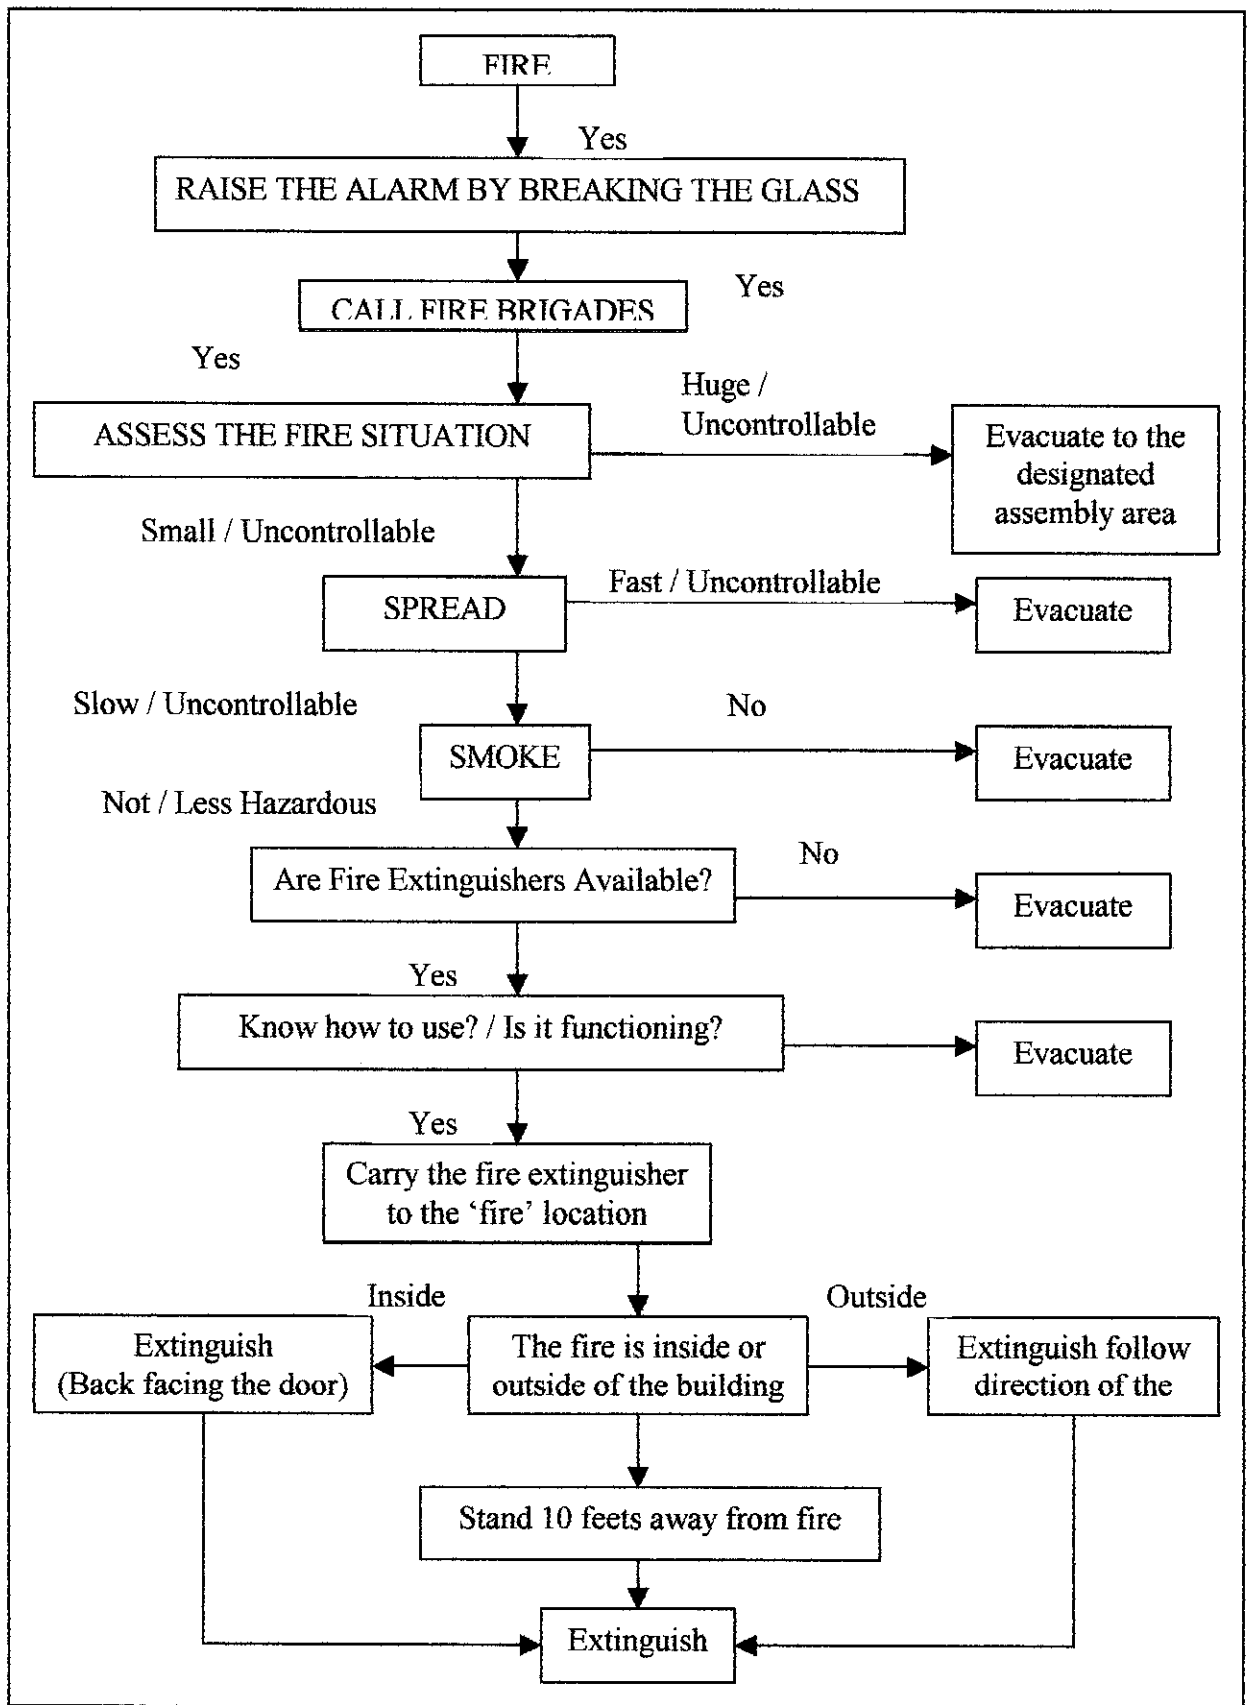 FIRE
Yes
RAISE THE ALARM BY BREAKING THE GLASS
Yes
CALL FIRE BRIGADES
Yes
Huge /
Uncontrollable
ASSESS THE FIRE SITUATION
Evacuate to the
designated
assembly area
Small / Uncontrollable
SPREAD
Fast / Uncontrollable
Evacuate
Slow / Uncontrollable
No
SMOKE
Evacuate
Not / Less Hazardous
No
Are Fire Extinguishers Available?
Evacuate
Yes
Know how to use? / Is it functioning?
Evacuate
Yes
Carry the fire extinguisher
to the ‘fire’ location
Inside
Outside
Extinguish
(Back facing the door)
The fire is inside or
outside of the building
Extinguish follow
direction of the
Stand 10 feets away from fire
Extinguish